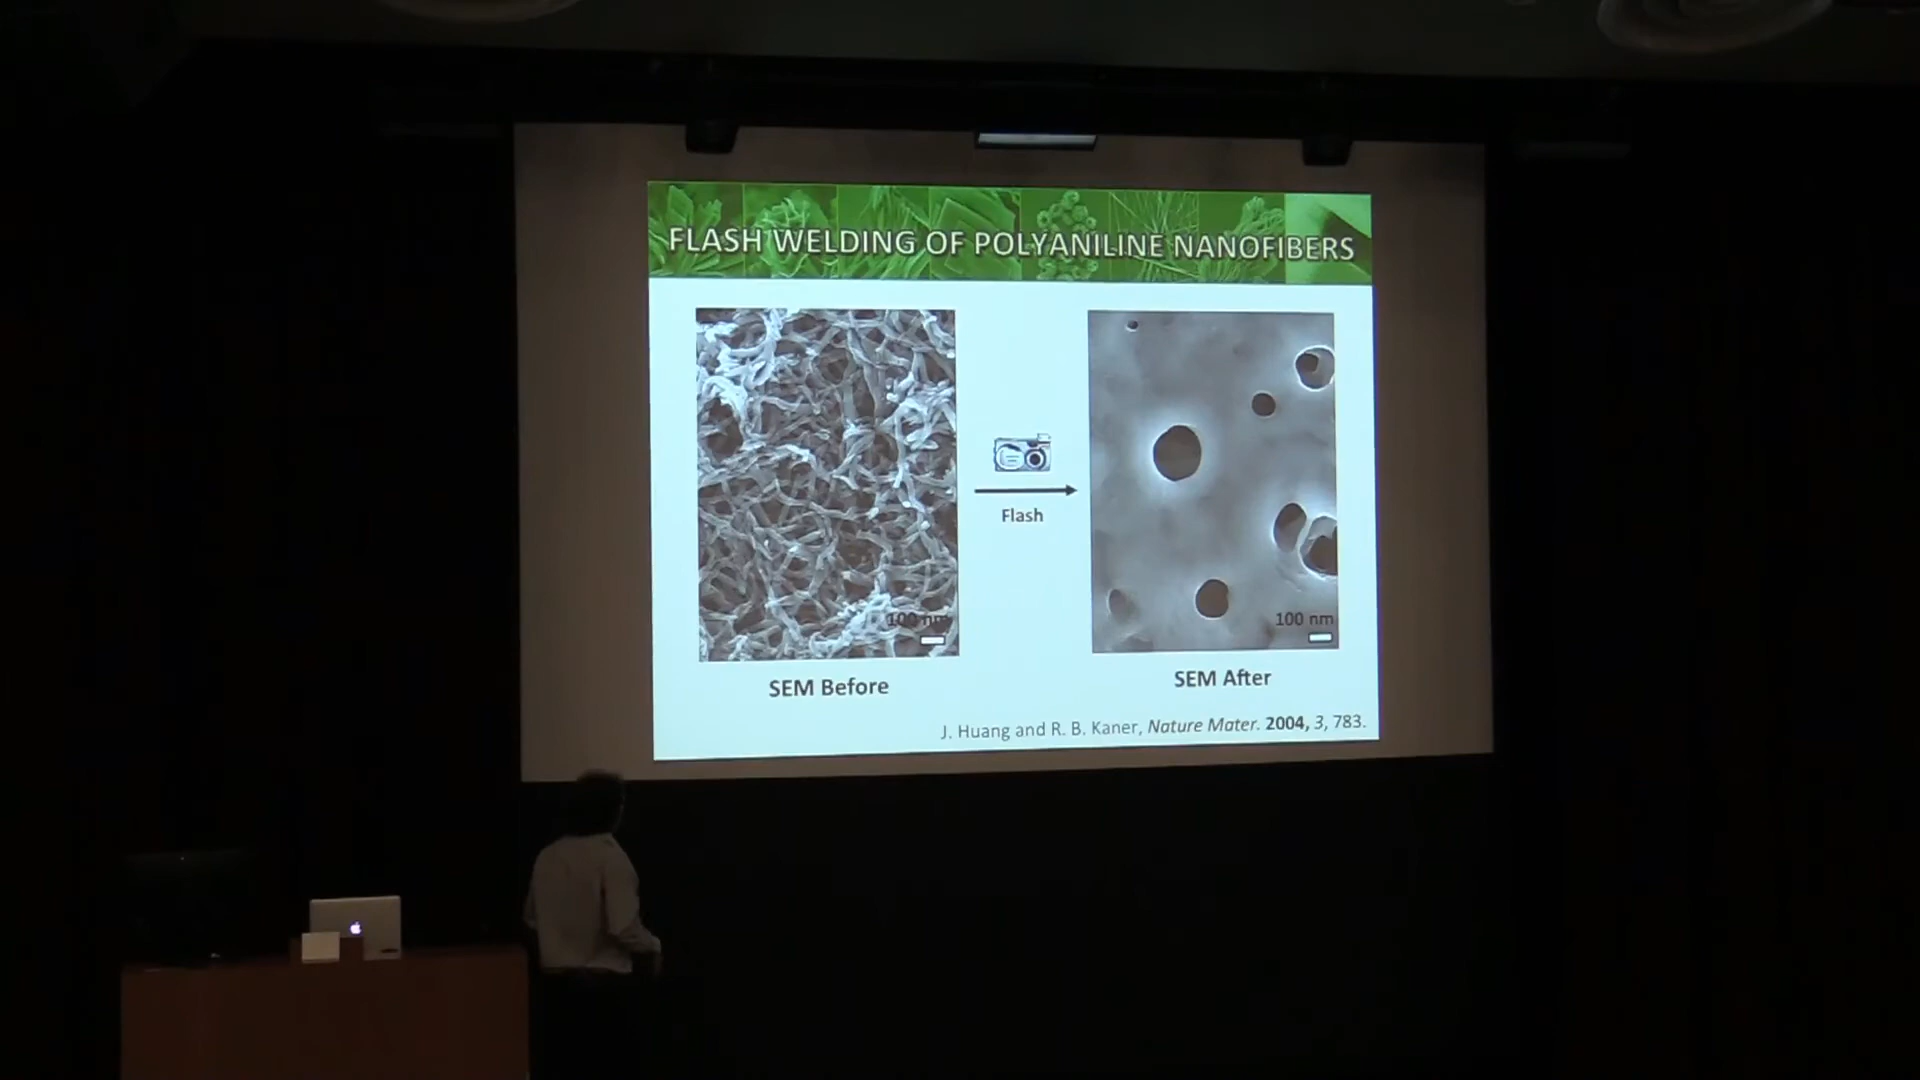 FLASH WELDING OF POLYANILINE NANOFIBERS
Flash
100 nm
100 nm
SEM Before
SEM After
J. Huang and R. B. Kaner, Nature Mater. 2004, 3, 783.